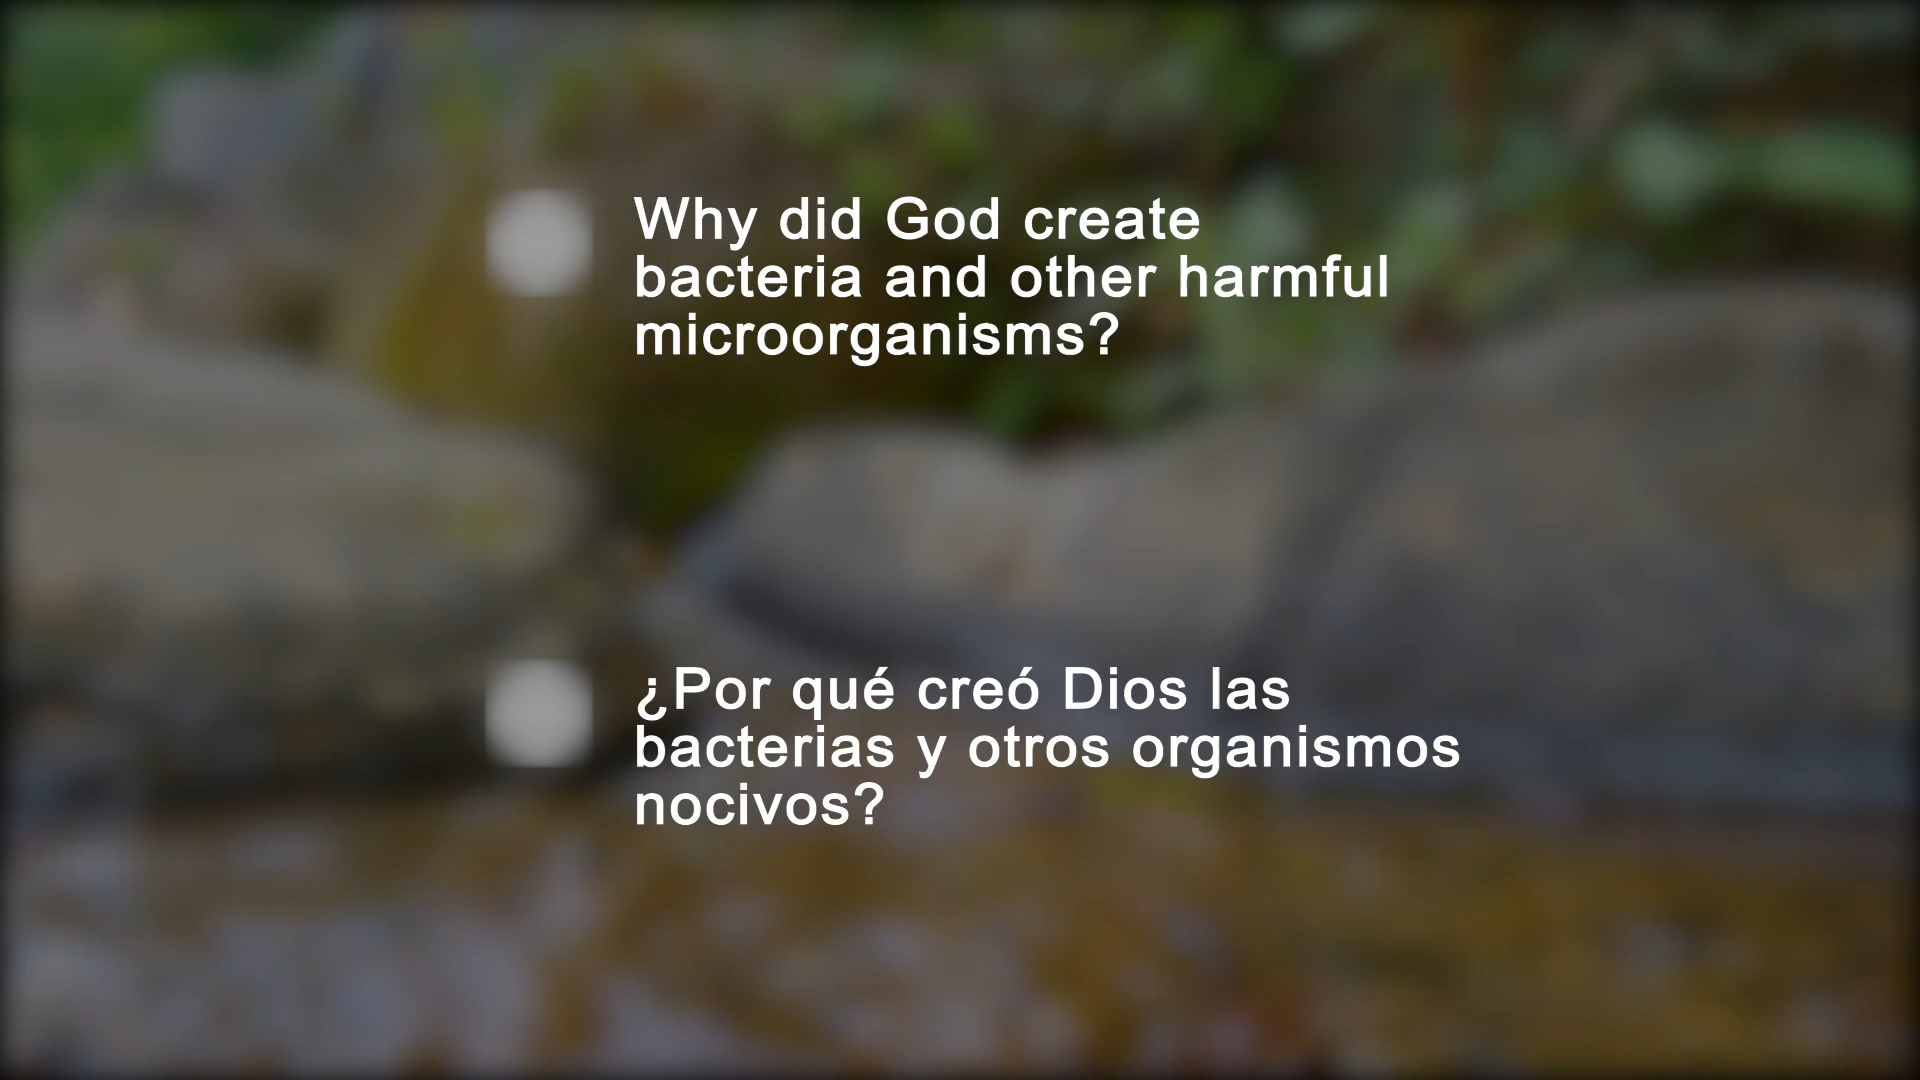 Why did God create
bacteria and other harmful
microorganisms?
¿Por qué creó Dios las
bacterias y otros organismos
nocivos?